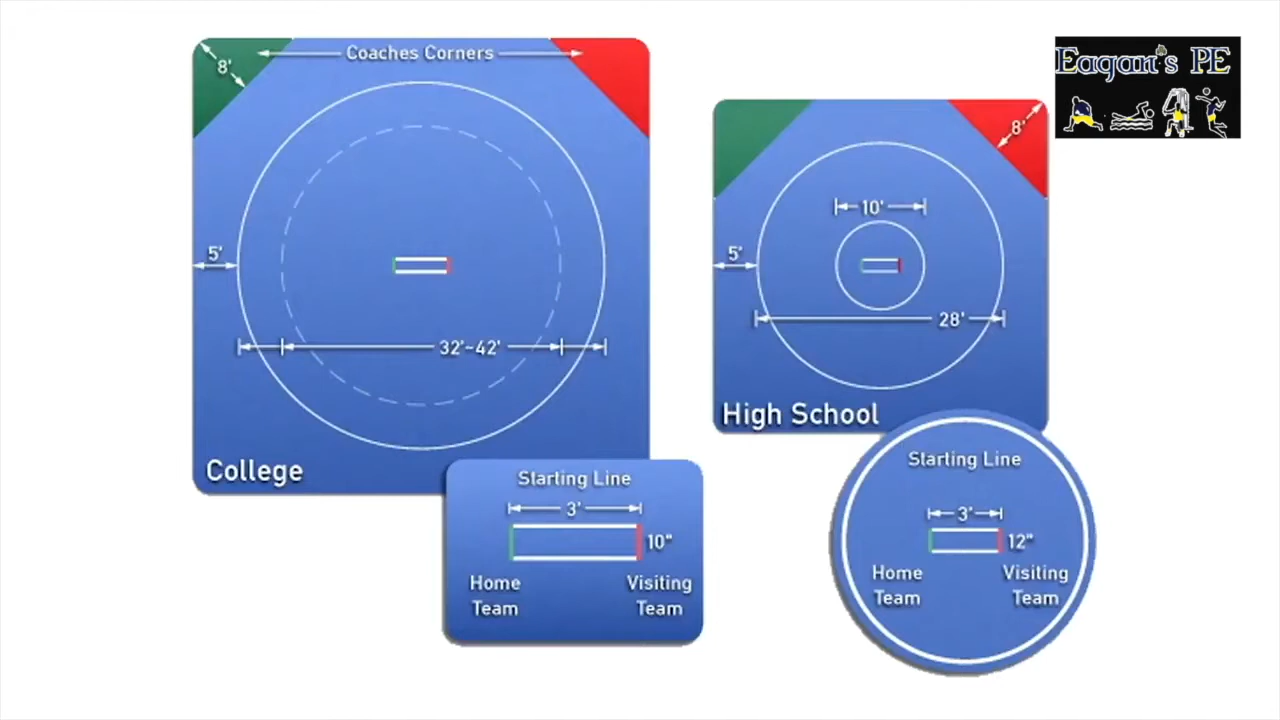 Coaches Corners
8'
5'
32'~42'
College
Starting Line
3'
10"
Home
Team
Visiting
Team
Eagan's PE
8'
10'
5'
28'
High School
Starting Line
3'
12"
Home
Team
Visiting
Team